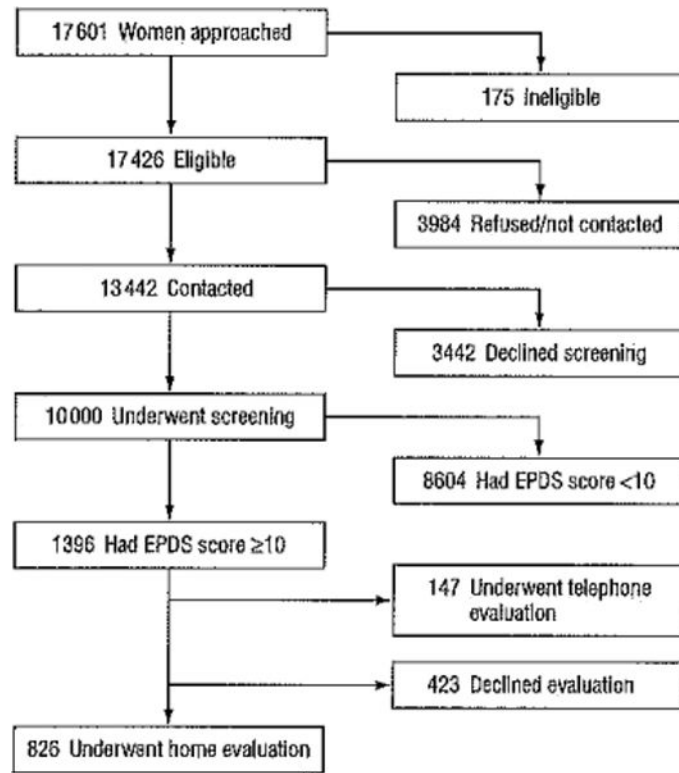 17601 Women approached
175 Ineligible
17426 Eligible
3984 Refused/not contacted
13442 Contacted
3442 Declined screening
10000 Underwent screening
8604 Had EPDS score <10
1396 Had EPDS score ≥10
147 Underwent telephone
evaluation
423 Declined evaluation
826 Underwent home evaluation